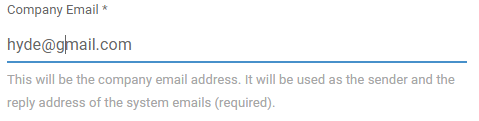 Company Email *
hyde@gmail.com
This will be the company email address. It will be used as the sender and the
reply address of the system emails (required).